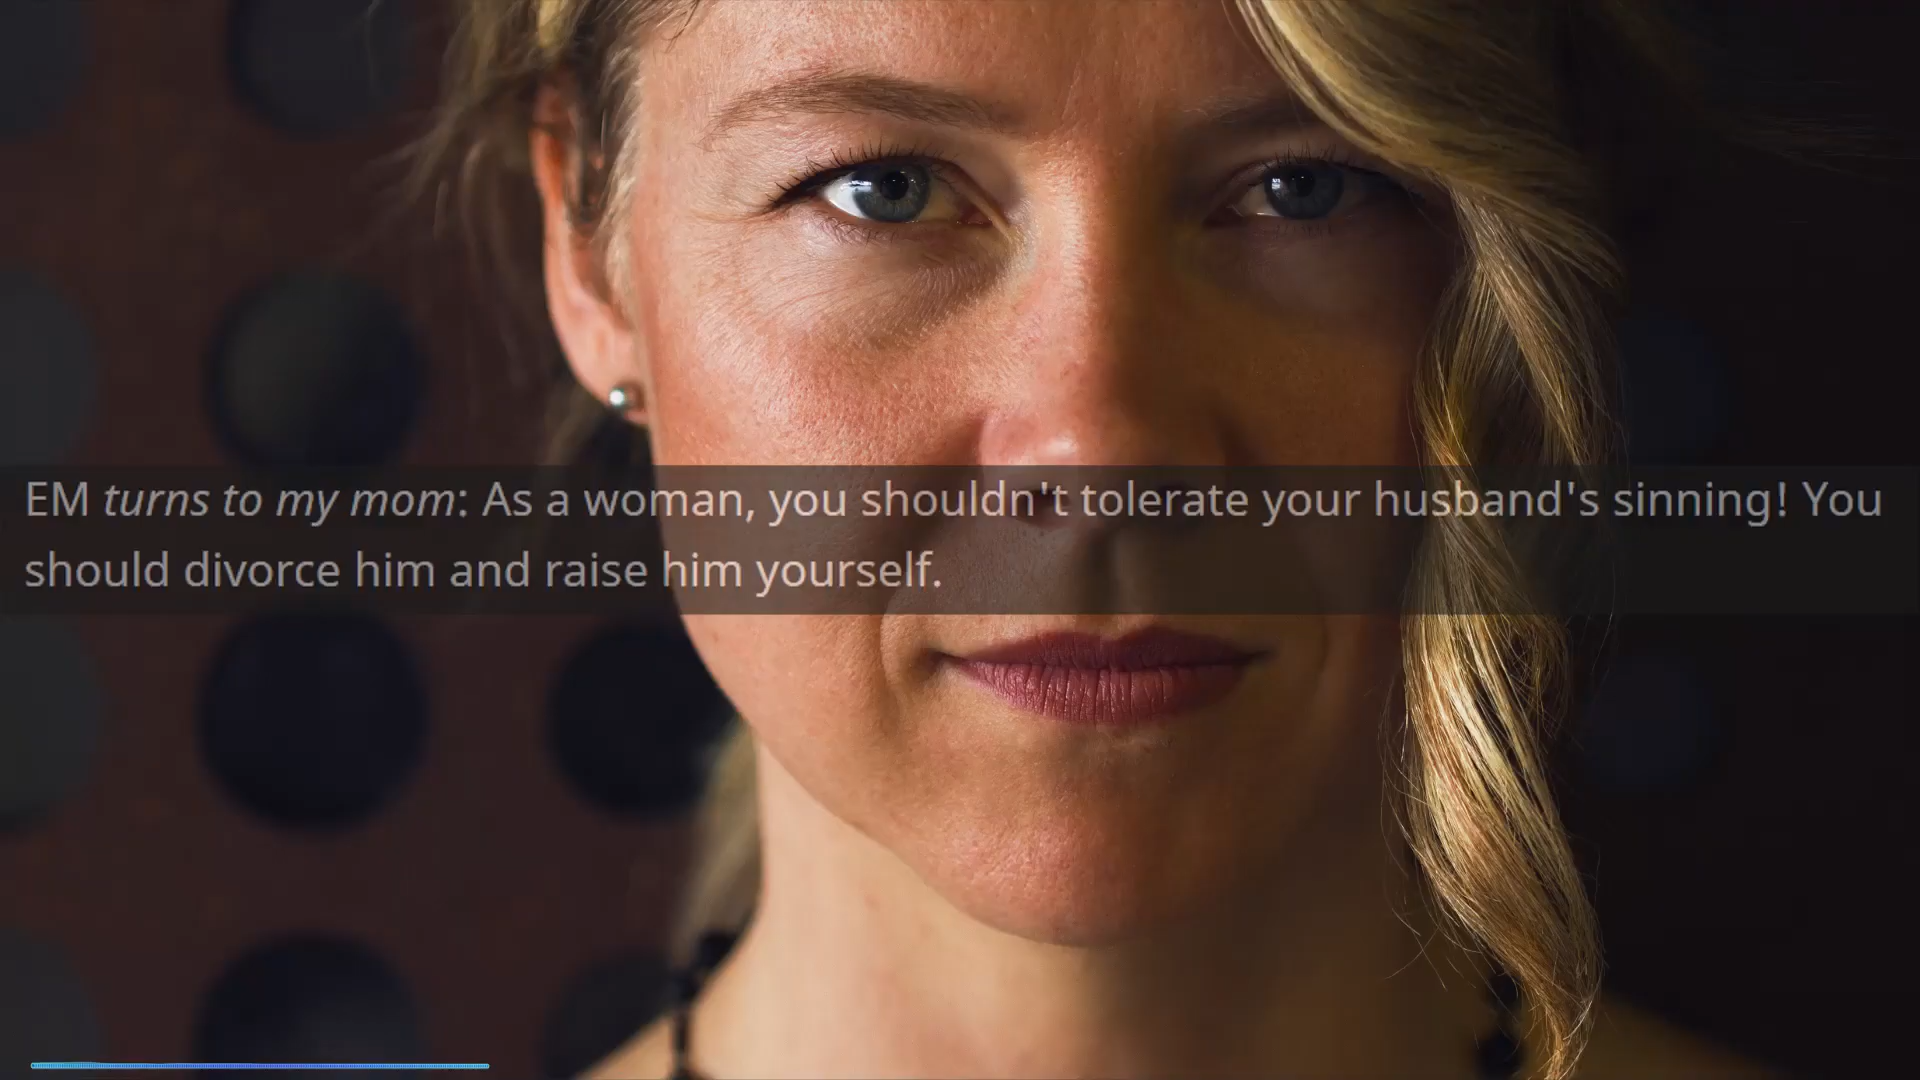 EM turns to my mom: As a woman, you shouldn't tolerate your husband's sinning! You
should divorce him and raise him yourself.